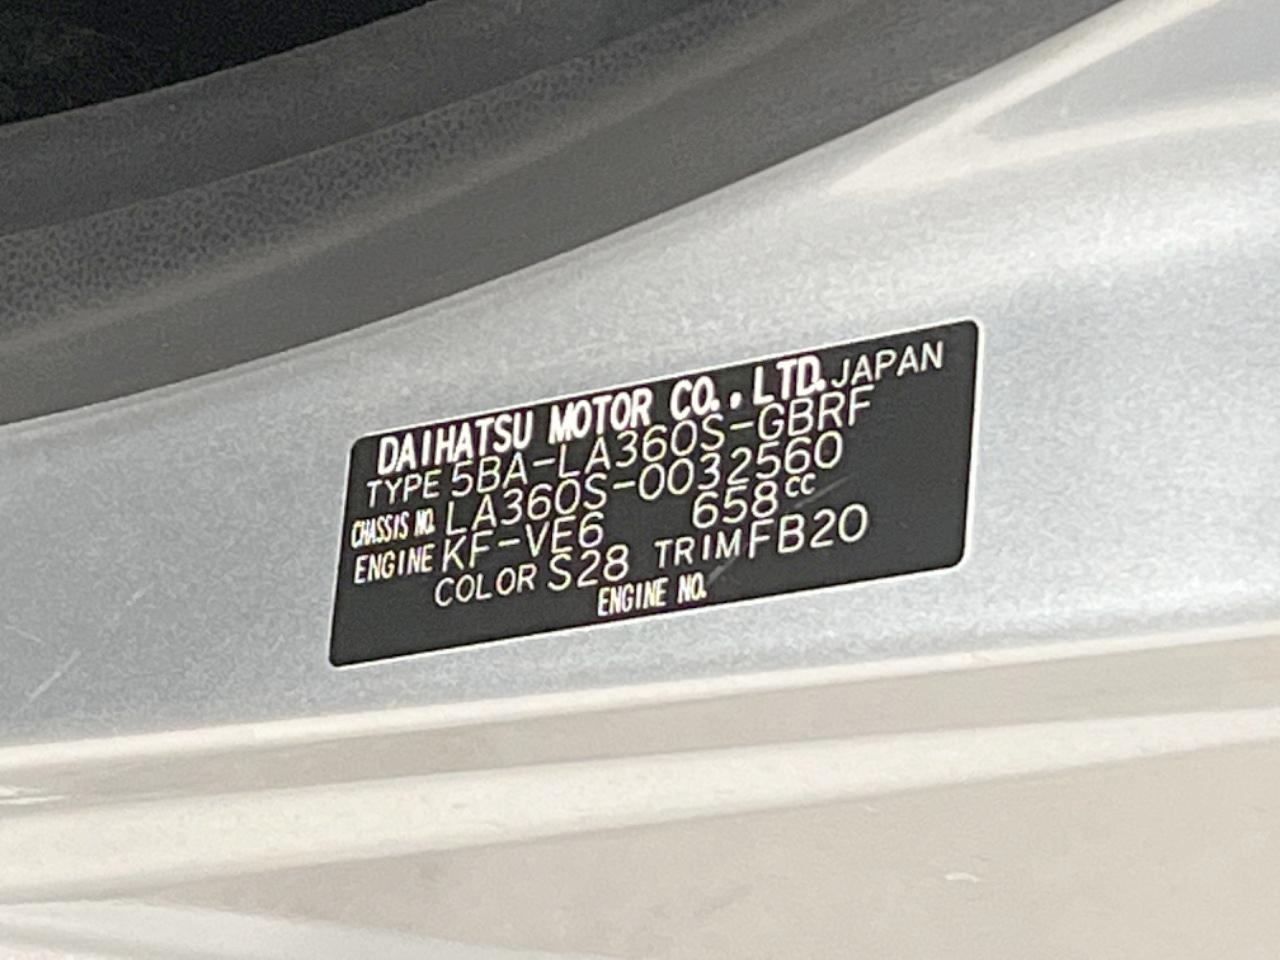 DAIHATSU MOTOR CO., LTD. JAPAN
TYPE 5BA-LA360S-GBRF
CHASSIS NO. LA360S-0032560
ENGINE KF-VE6 658cc
COLOR S28 TRIM FB20
ENGINE NO.